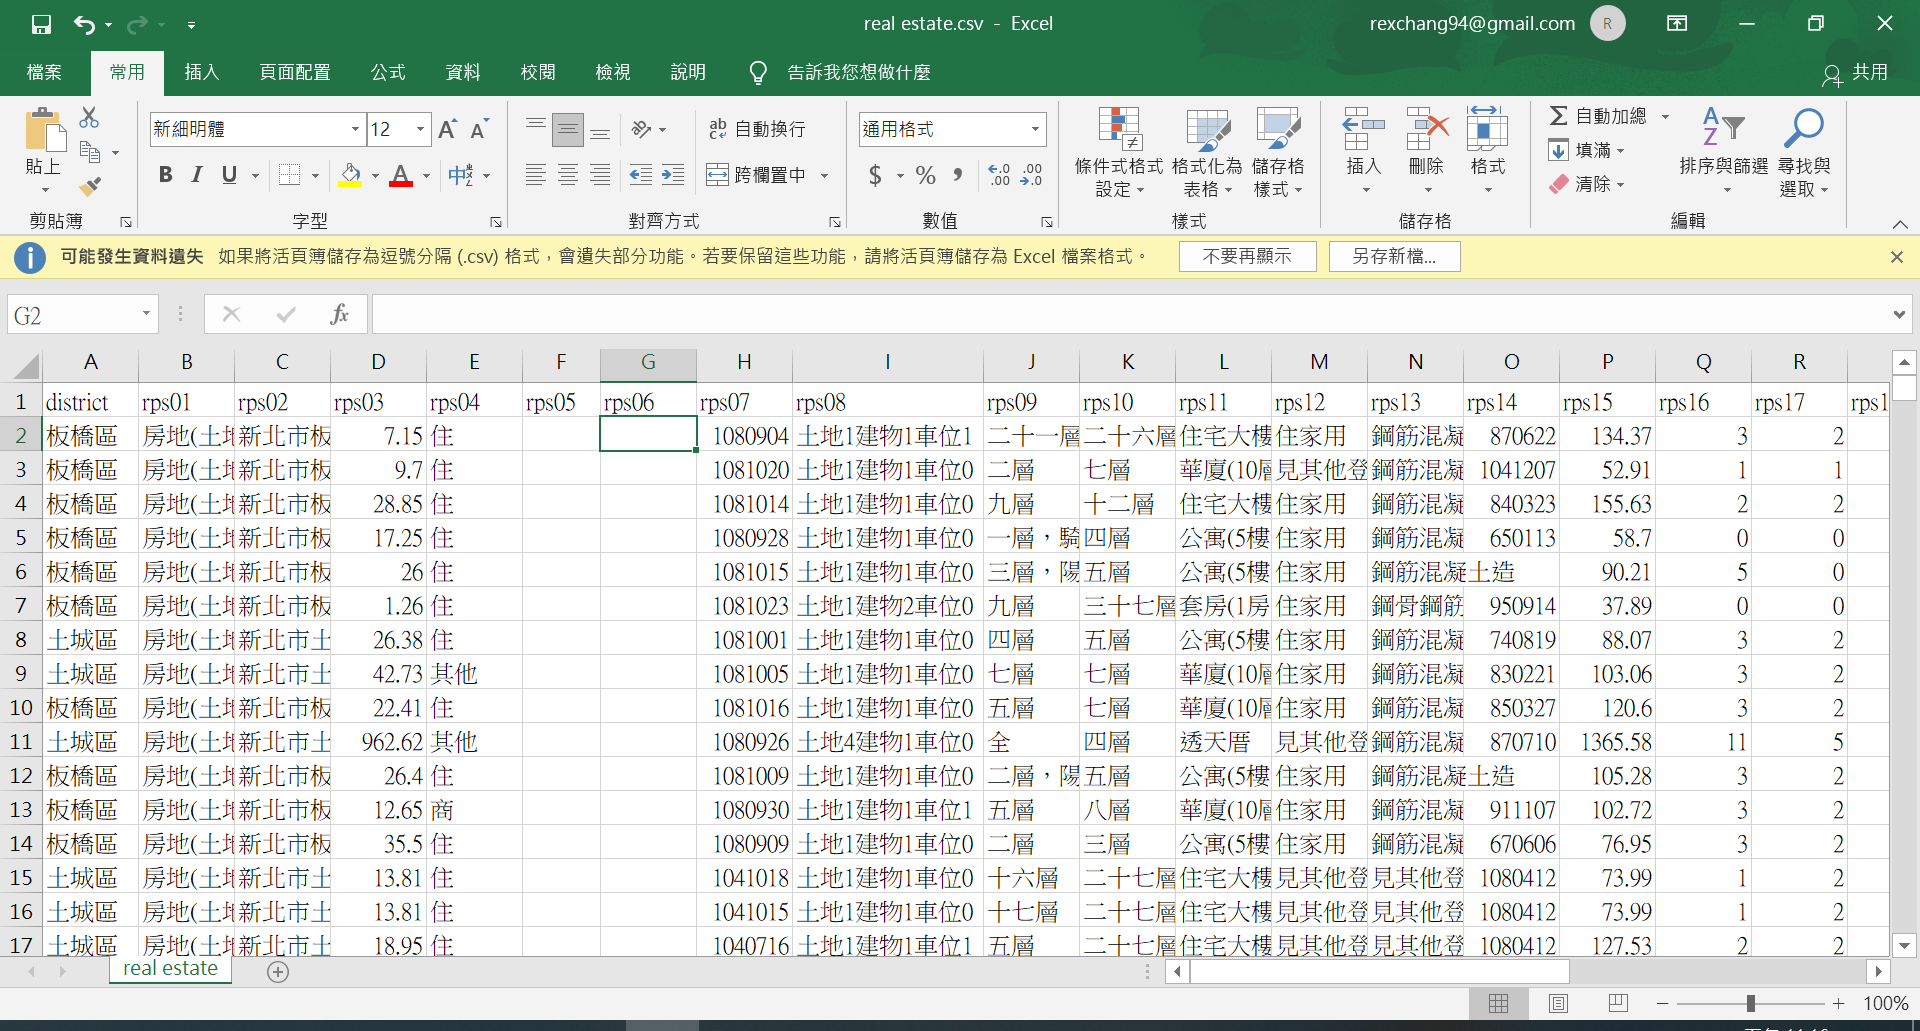 real estate.csv - Excel
rexchang94@gmail.com R
檔案 常用 插入 頁面配置 公式 資料 校閱 檢視 說明 告訴我您想做什麼 共用
貼上 剪貼簿
新細明體 12 A A
B I U A 中 字型
ab c 自動換行
跨欄置中 對齊方式
通用格式
$ % , .0 .00 .00 .0 數值
條件式格式設定 格式化為表格 儲存格樣式 樣式
插入 刪除 格式 儲存格
Σ 自動加總 填滿 清除 A Z 排序與篩選 尋找與選取 編輯
可能發生資料遺失 如果將活頁簿儲存為逗號分隔 (.csv) 格式，會遺失部分功能。若要保留這些功能，請將活頁簿儲存為 Excel 檔案格式。 不要再顯示 另存新檔...
G2 fx
A B C D E F G H I J K L M N O P Q R
1 district rps01 rps02 rps03 rps04 rps05 rps06 rps07 rps08 rps09 rps10 rps11 rps12 rps13 rps14 rps15 rps16 rps17 rps1
2 板橋區 房地(土地 新北市板 7.15 住 1080904 土地1建物1車位1 二十一層 二十六層 住宅大樓 住家用 鋼筋混凝 870622 134.37 3 2
3 板橋區 房地(土地 新北市板 9.7 住 1081020 土地1建物1車位0 二層 七層 華廈(10層 見其他登 鋼筋混凝 1041207 52.91 1 1
4 板橋區 房地(土地 新北市板 28.85 住 1081014 土地1建物1車位0 九層 十二層 住宅大樓 住家用 鋼筋混凝 840323 155.63 2 2
5 板橋區 房地(土地 新北市板 17.25 住 1080928 土地1建物1車位0 一層，騎 四層 公寓(5樓 住家用 鋼筋混凝 650113 58.7 0 0
6 板橋區 房地(土地 新北市板 26 住 1081015 土地1建物1車位0 三層，陽 五層 公寓(5樓 住家用 鋼筋混凝土造 90.21 5 0
7 板橋區 房地(土地 新北市板 1.26 住 1081023 土地1建物2車位0 九層 三十七層 套房(1房 住家用 鋼骨鋼筋 950914 37.89 0 0
8 土城區 房地(土地 新北市土 26.38 住 1081001 土地1建物1車位0 四層 五層 公寓(5樓 住家用 鋼筋混凝 740819 88.07 3 2
9 土城區 房地(土地 新北市土 42.73 其他 1081005 土地1建物1車位0 七層 七層 華廈(10層 住家用 鋼筋混凝 830221 103.06 3 2
10 板橋區 房地(土地 新北市板 22.41 住 1081016 土地1建物1車位0 五層 七層 華廈(10層 住家用 鋼筋混凝 850327 120.6 3 2
11 土城區 房地(土地 新北市土 962.62 其他 1080926 土地4建物1車位0 全 四層 透天厝 見其他登 鋼筋混凝 870710 1365.58 11 5
12 板橋區 房地(土地 新北市板 26.4 住 1081009 土地1建物1車位0 二層，陽 五層 公寓(5樓 住家用 鋼筋混凝土造 105.28 3 2
13 板橋區 房地(土地 新北市板 12.65 商 1080930 土地1建物1車位1 五層 八層 華廈(10層 住家用 鋼筋混凝 911107 102.72 3 2
14 板橋區 房地(土地 新北市板 35.5 住 1080909 土地1建物1車位0 二層 三層 公寓(5樓 住家用 鋼筋混凝 670606 76.95 3 2
15 土城區 房地(土地 新北市土 13.81 住 1041018 土地1建物1車位0 十六層 二十七層 住宅大樓 見其他登 見其他登 1080412 73.99 1 2
16 土城區 房地(土地 新北市土 13.81 住 1041015 土地1建物1車位0 十七層 二十七層 住宅大樓 見其他登 見其他登 1080412 73.99 1 2
17 土城區 房地(土地 新北市土 18.95 住 1040716 土地1建物1車位1 五層 二十七層 住宅大樓 見其他登 見其他登 1080412 127.53 2 2
real estate
100%